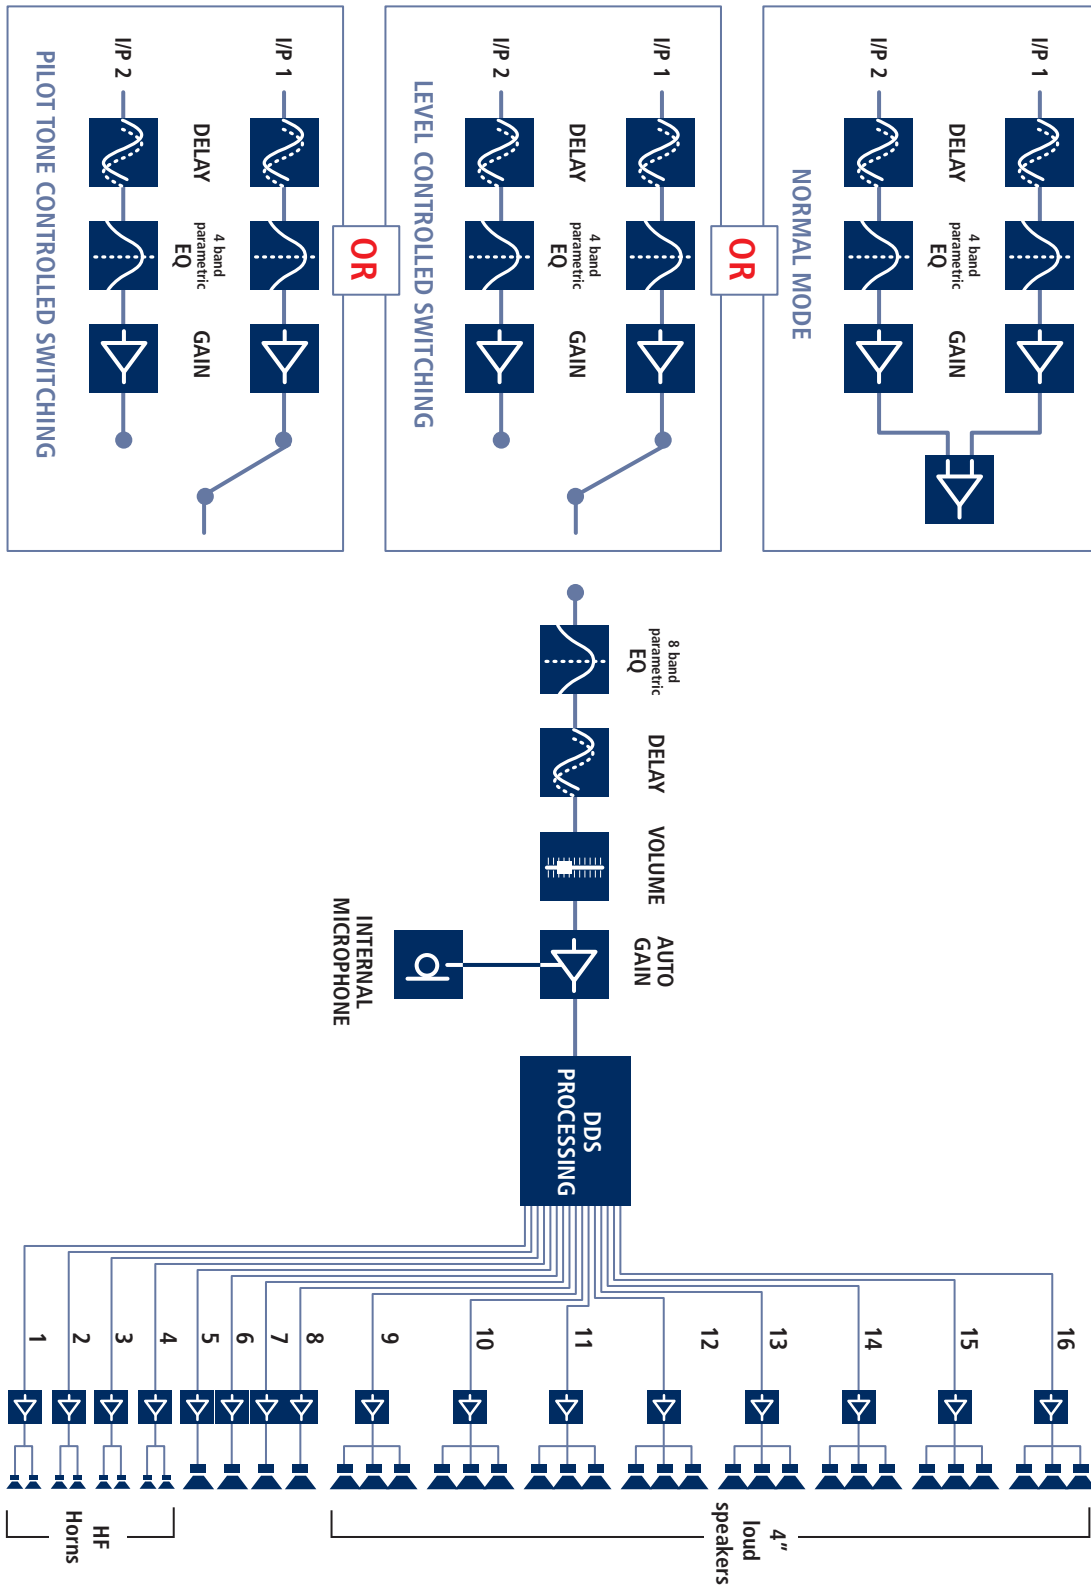 NORMAL MODE
I/P 1
I/P 2
DELAY
4 band
parametric
EQ
GAIN
OR
LEVEL CONTROLLED SWITCHING
I/P 1
I/P 2
DELAY
4 band
parametric
EQ
GAIN
OR
PILOT TONE CONTROLLED SWITCHING
I/P 1
I/P 2
DELAY
4 band
parametric
EQ
GAIN
8 band
parametric
EQ
DELAY
VOLUME
AUTO
GAIN
INTERNAL
MICROPHONE
DDS
PROCESSING
16
15
14
13
12
11
10
9
8
7
6
5
4
3
2
1
4”
loud
speakers
HF
Horns